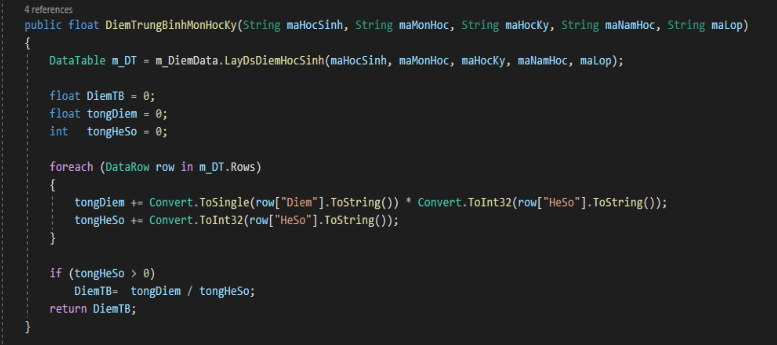 4 references
public float DiemTrungBinhMonHocKy(String maHocSinh, String maMonHoc, String maHocKy, String maNamHoc, String maLop)
{
    DataTable m_DT = m_DiemData.LayDsDiemHocSinh(maHocSinh, maMonHoc, maHocKy, maNamHoc, maLop);
    float DiemTB = 0;
    float tongDiem = 0;
    int   tongHeSo = 0;
    foreach (DataRow row in m_DT.Rows)
    {
        tongDiem += Convert.ToSingle(row["Diem"].ToString()) * Convert.ToInt32(row["HeSo"].ToString());
        tongHeSo += Convert.ToInt32(row["HeSo"].ToString());
    }
    if (tongHeSo > 0)
        DiemTB=  tongDiem / tongHeSo;
    return DiemTB;
}